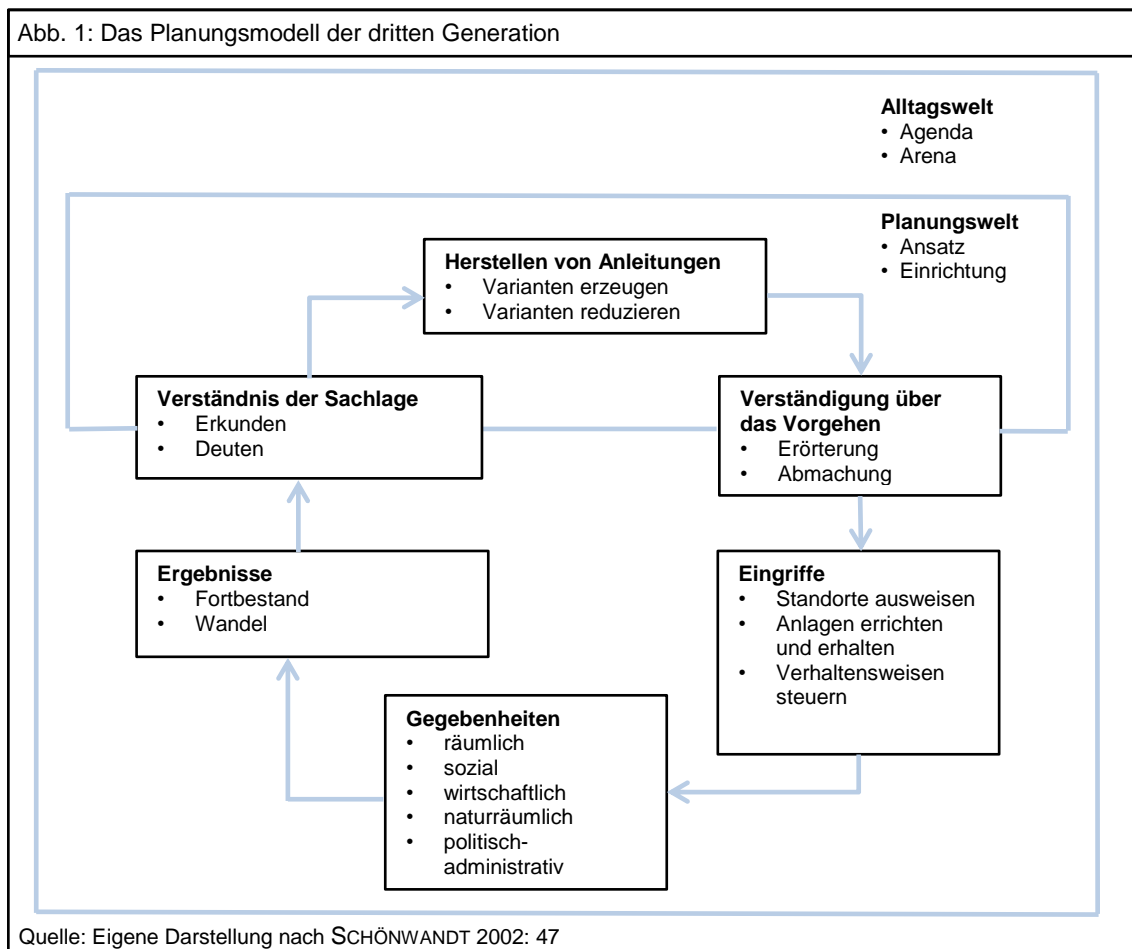 Abb. 1: Das Planungsmodell der dritten Generation
Alltagswelt
• Agenda
• Arena
Planungswelt
• Ansatz
• Einrichtung
Herstellen von Anleitungen
• Varianten erzeugen
• Varianten reduzieren
Verständnis der Sachlage
• Erkunden
• Deuten
Verständigung über
das Vorgehen
• Erörterung
• Abmachung
Ergebnisse
• Fortbestand
• Wandel
Eingriffe
• Standorte ausweisen
• Anlagen errichten
und erhalten
• Verhaltensweisen
steuern
Gegebenheiten
• räumlich
• sozial
• wirtschaftlich
• naturräumlich
• politisch-
administrativ
Quelle: Eigene Darstellung nach SCHÖNWANDT 2002: 47